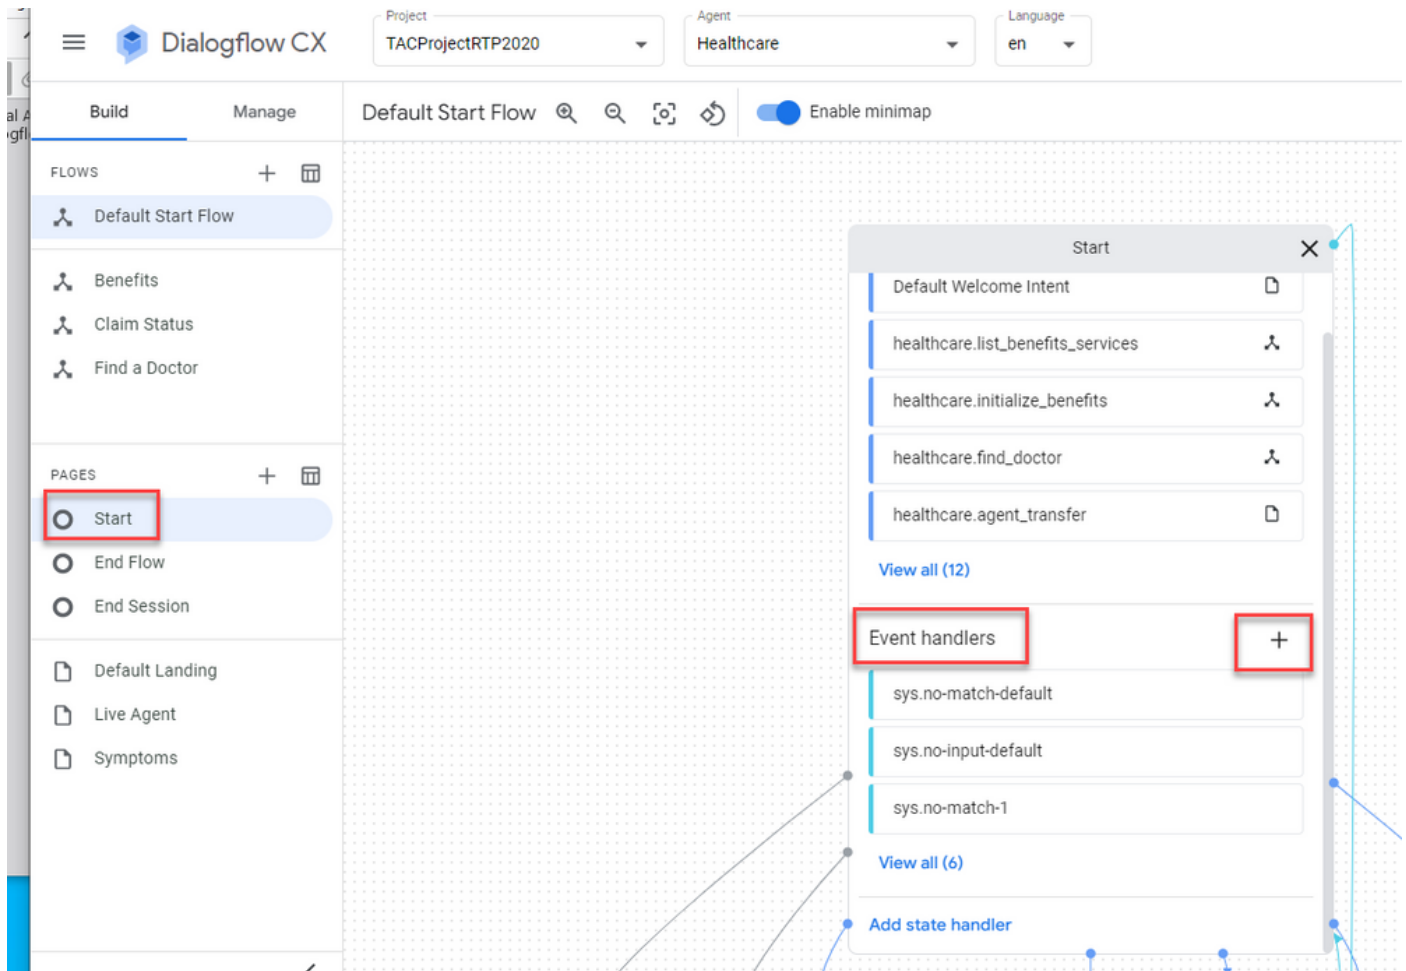 Project
Agent
Language
Dialogflow CX
TACProjectRTP2020
Healthcare
en
Build
Manage
Default Start Flow
Enable minimap
FLOWS
Default Start Flow
Benefits
Claim Status
Find a Doctor
PAGES
Start
End Flow
End Session
Default Landing
Live Agent
Symptoms
Start
Default Welcome Intent
healthcare.list_benefits_services
healthcare.initialize_benefits
healthcare.find_doctor
healthcare.agent_transfer
View all (12)
Event handlers
sys.no-match-default
sys.no-input-default
sys.no-match-1
View all (6)
Add state handler